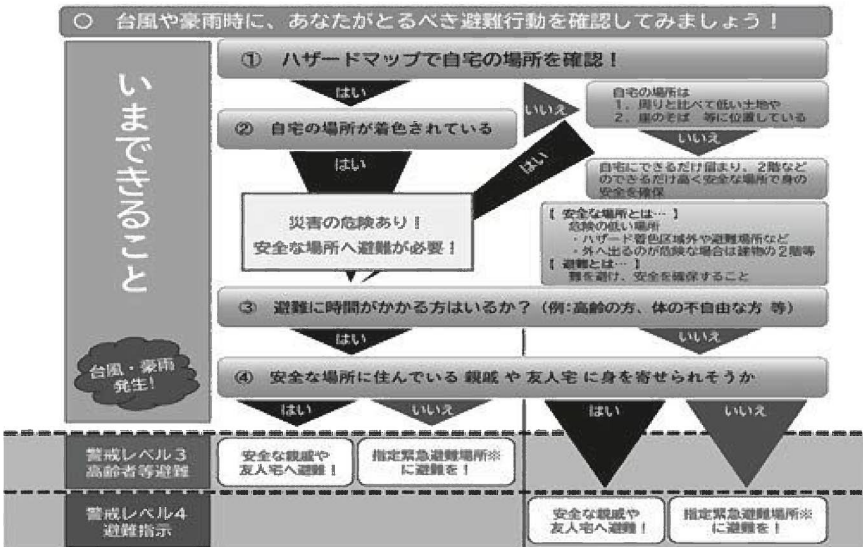 ○ 台風や豪雨時に、あなたがとるべき避難行動を確認してみましょう！
いまできること
① ハザードマップで自宅の場所を確認！
はい
いいえ
自宅の場所は
1. 周りと比べて低い土地や
2. 崖のそば 等に位置している
② 自宅の場所が着色されている
はい
はい
いいえ
自宅にできるだけ留まり、2階など
のできるだけ高く安全な場所で身の
安全を確保
災害の危険あり！
安全な場所へ避難が必要！
【 安全な場所とは… 】
危険の低い場所
・ハザード着色区域外や避難場所など
・外へ出るのが危険な場合は建物の2階等
【 避難とは… 】
難を避け、安全を確保すること
③ 避難に時間がかかる方はいるか？（例：高齢の方、体の不自由な方 等）
はい
いいえ
台風・豪雨
発生！
④ 安全な場所に住んでいる 親戚 や 友人宅 に身を寄せられそうか
はい
いいえ
はい
いいえ
警戒レベル3
高齢者等避難
安全な親戚や
友人宅へ避難！
指定緊急避難場所※
に避難を！
警戒レベル4
避難指示
安全な親戚や
友人宅へ避難！
指定緊急避難場所※
に避難を！